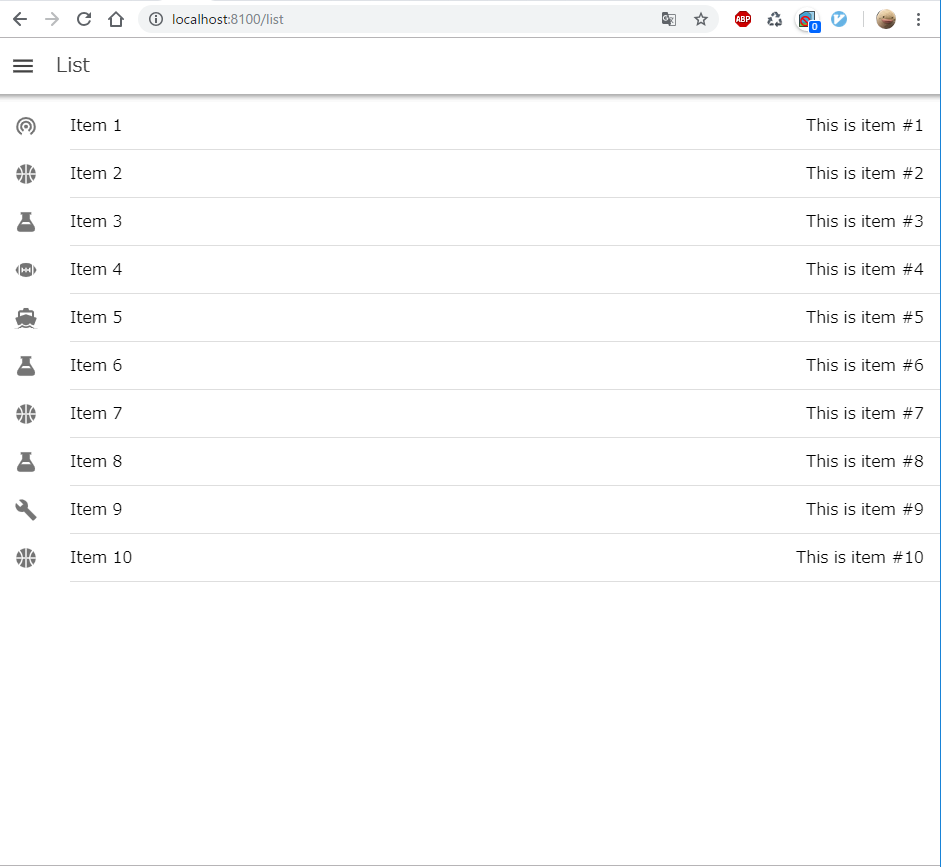 localhost:8100/list
ABP
0
List
Item 1 This is item #1
Item 2 This is item #2
Item 3 This is item #3
Item 4 This is item #4
Item 5 This is item #5
Item 6 This is item #6
Item 7 This is item #7
Item 8 This is item #8
Item 9 This is item #9
Item 10 This is item #10